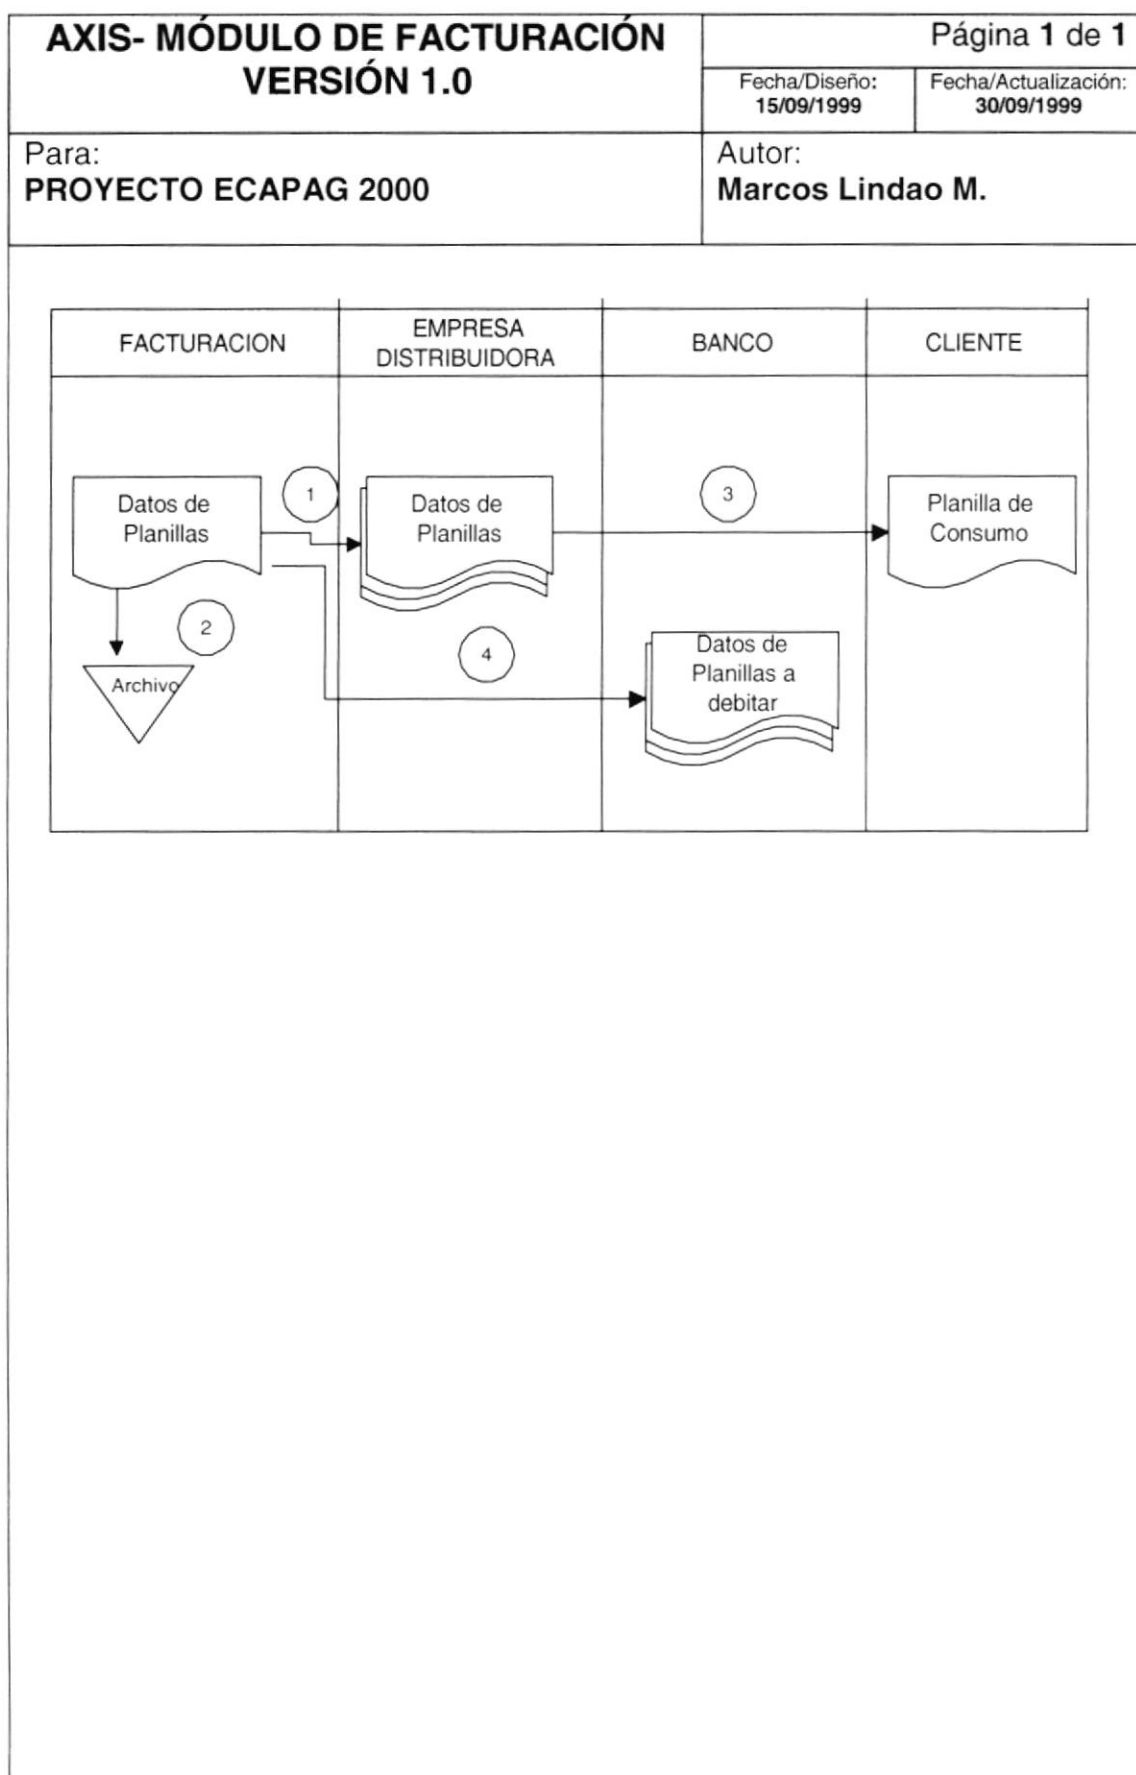 AXIS- MÓDULO DE FACTURACIÓN
VERSIÓN 1.0
Página 1 de 1
Fecha/Diseño:
15/09/1999
Fecha/Actualización:
30/09/1999
Para:
PROYECTO ECAPAG 2000
Autor:
Marcos Lindao M.
FACTURACION
EMPRESA
DISTRIBUIDORA
BANCO
CLIENTE
Datos de
Planillas
1
Datos de
Planillas
3
Planilla de
Consumo
2
Archivo
4
Datos de
Planillas a
debitar